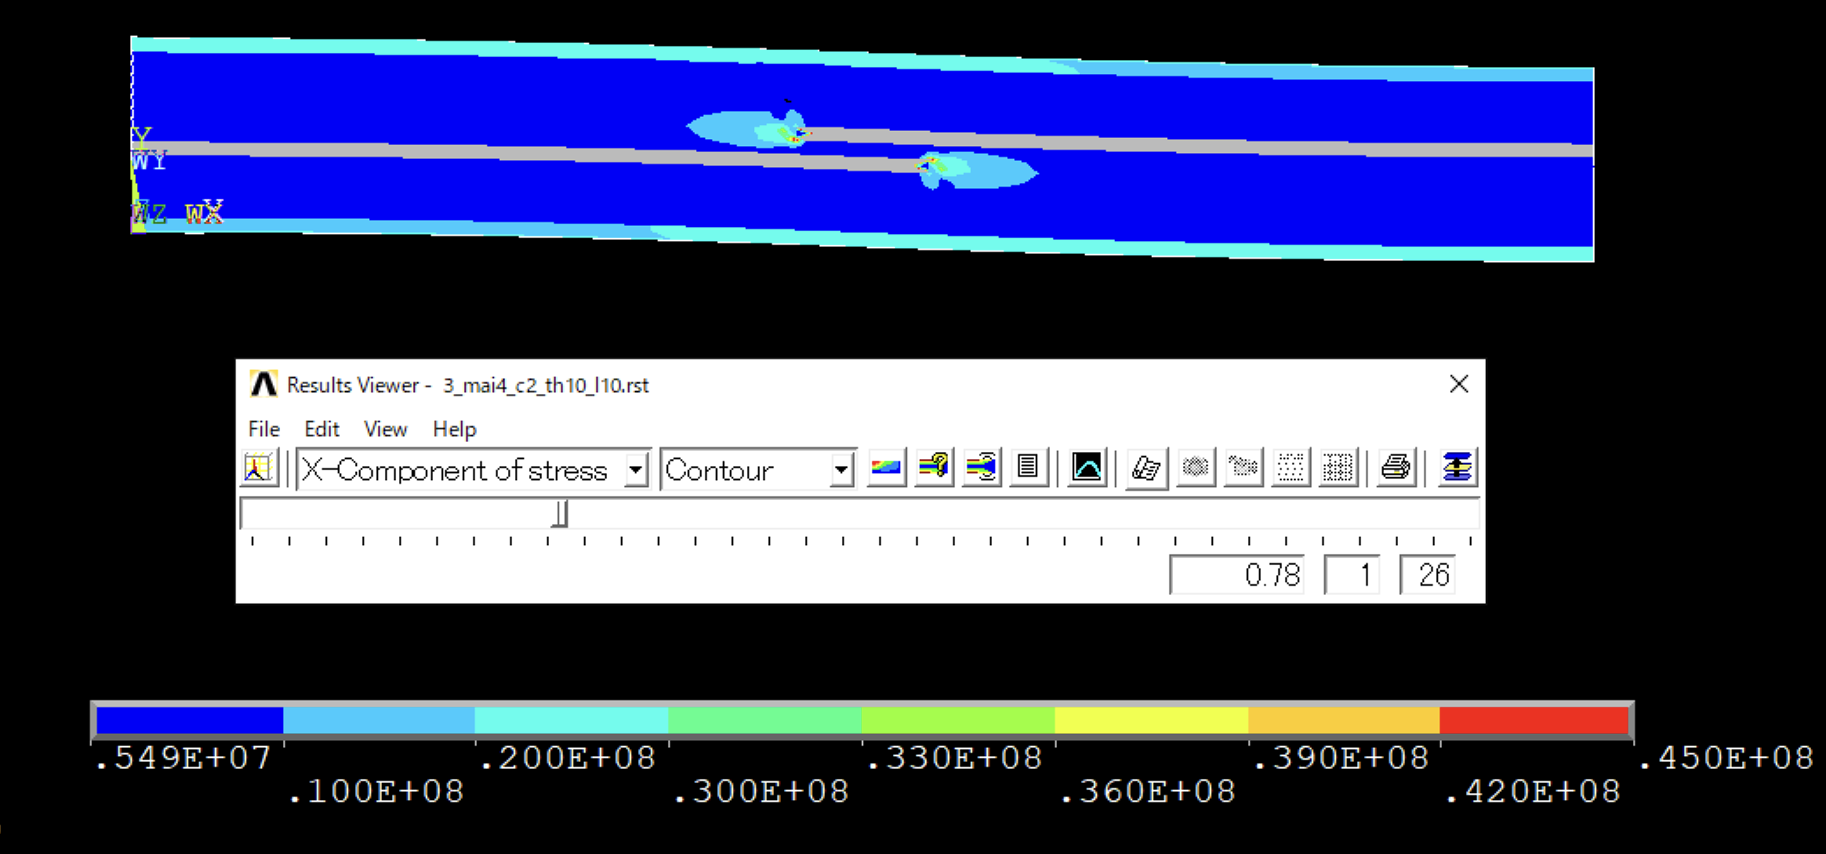 Y
WY
WX
Results Viewer - 3_mai4_c2_th10_l10.rst
File Edit View Help
X-Component of stress Contour
0.78 1 26
.549E+07 .200E+08 .330E+08 .390E+08 .450E+08
.100E+08 .300E+08 .360E+08 .420E+08